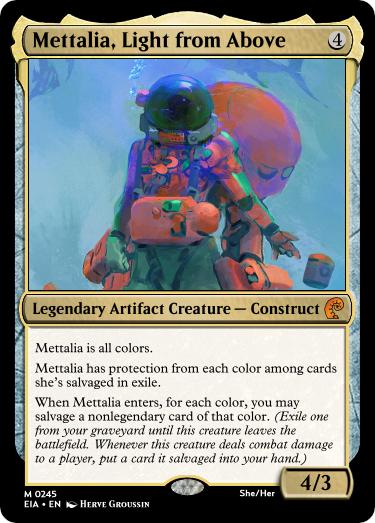 Mettalia, Light from Above 4
Legendary Artifact Creature — Construct
Mettalia is all colors.
Mettalia has protection from each color among cards
she's salvaged in exile.
When Mettalia enters, for each color, you may
salvage a nonlegendary card of that color. (Exile one
from your graveyard until this creature leaves the
battlefield. Whenever this creature deals combat damage
to a player, put a card it salvaged into your hand.)
4/3
M 0245 She/Her
EIA • EN Herve Groussin